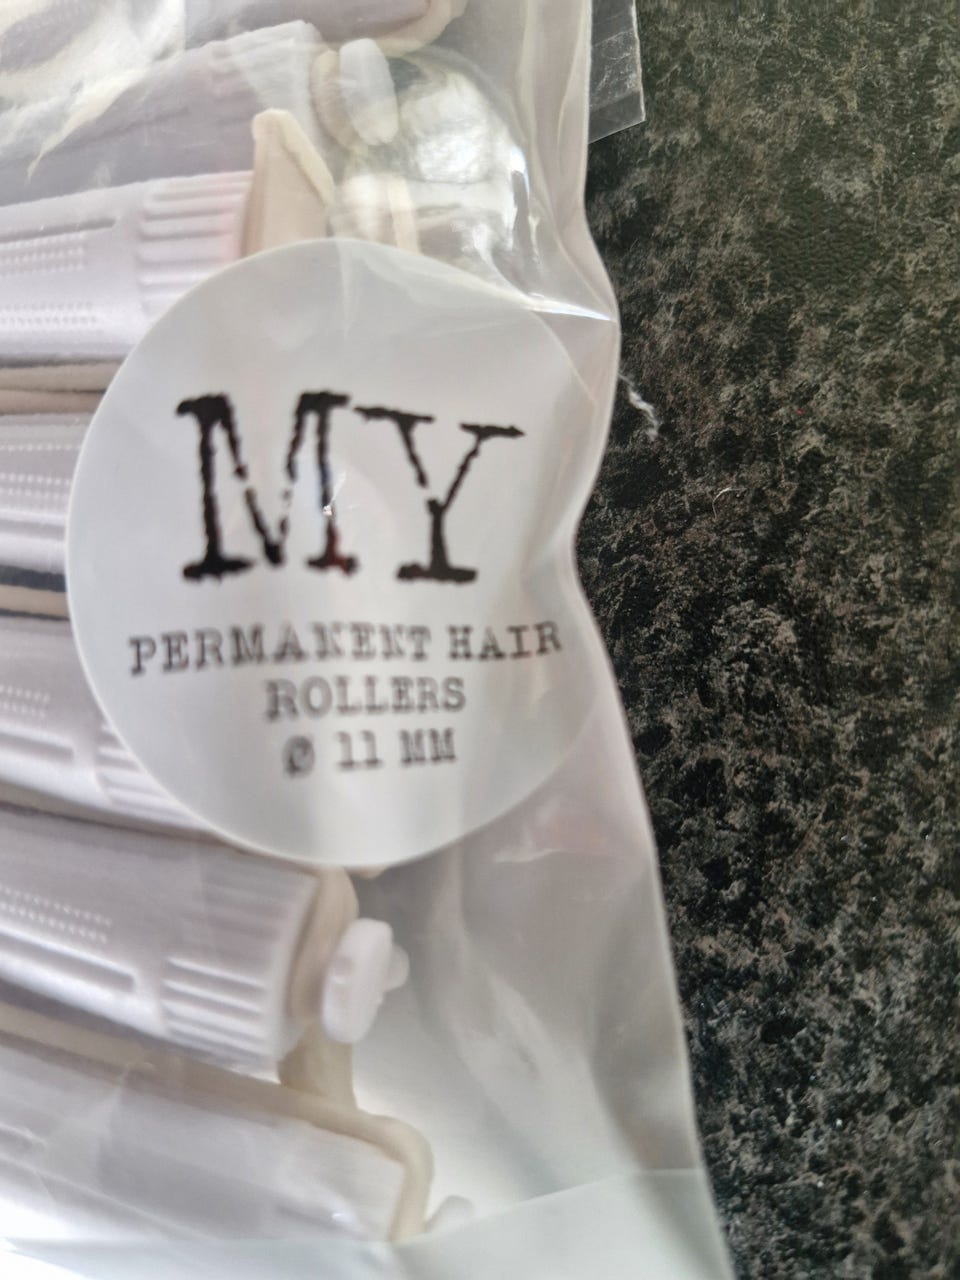 MY
PERMANENT HAIR
ROLLERS
Ø 11 MM